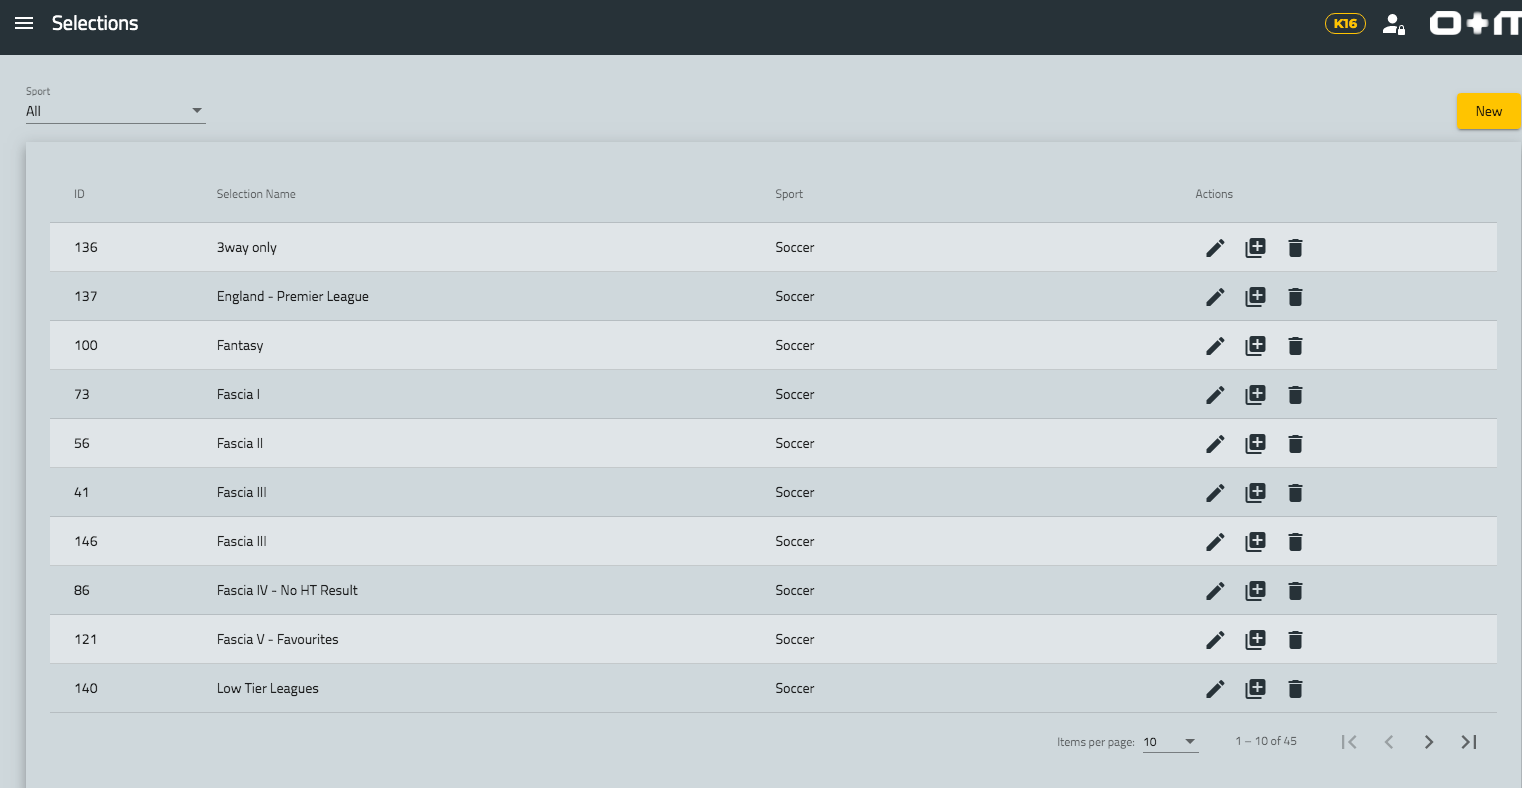 Selections K16
Sport
All
New
ID Selection Name Sport Actions
136 3way only Soccer
137 England - Premier League Soccer
100 Fantasy Soccer
73 Fascia I Soccer
56 Fascia II Soccer
41 Fascia III Soccer
146 Fascia III Soccer
86 Fascia IV - No HT Result Soccer
121 Fascia V - Favourites Soccer
140 Low Tier Leagues Soccer
Items per page: 10 1 – 10 of 45